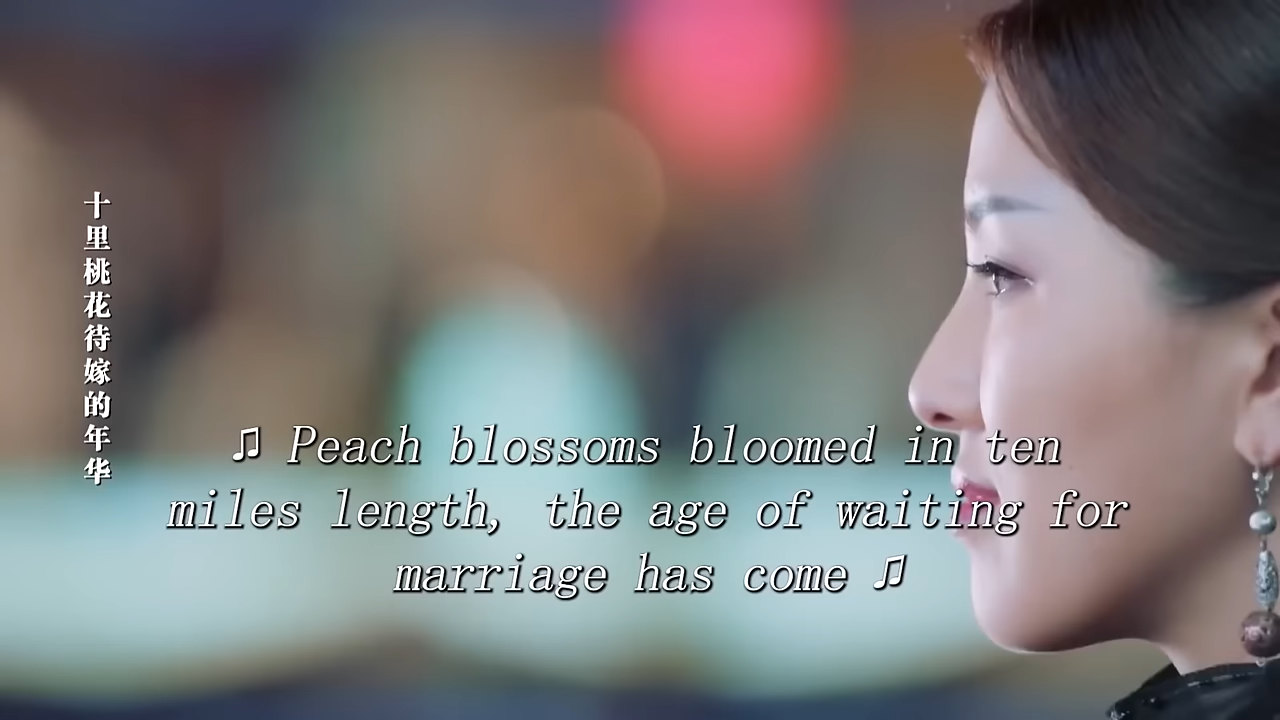 十里桃花待嫁的年华
♫ Peach blossoms bloomed in ten
miles length, the age of waiting for
marriage has come ♫